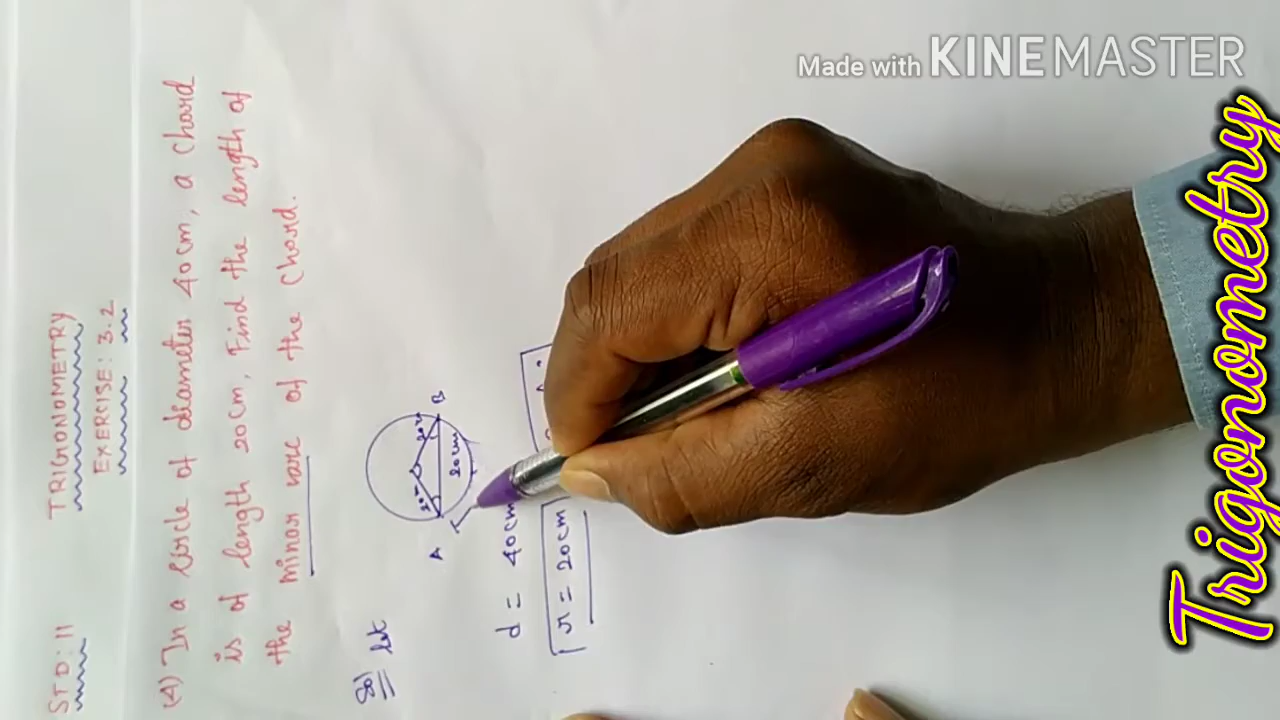 STD: 11
TRIGONOMETRY
EXERCISE: 3.2
(4) In a circle of diameter 40cm, a chord
is of length 20cm. Find the length of
the minor arc of the chord.
Sol) let
A
B
20cm
d = 40cm
r = 20cm
Made with KINEMASTER
Trigonometry